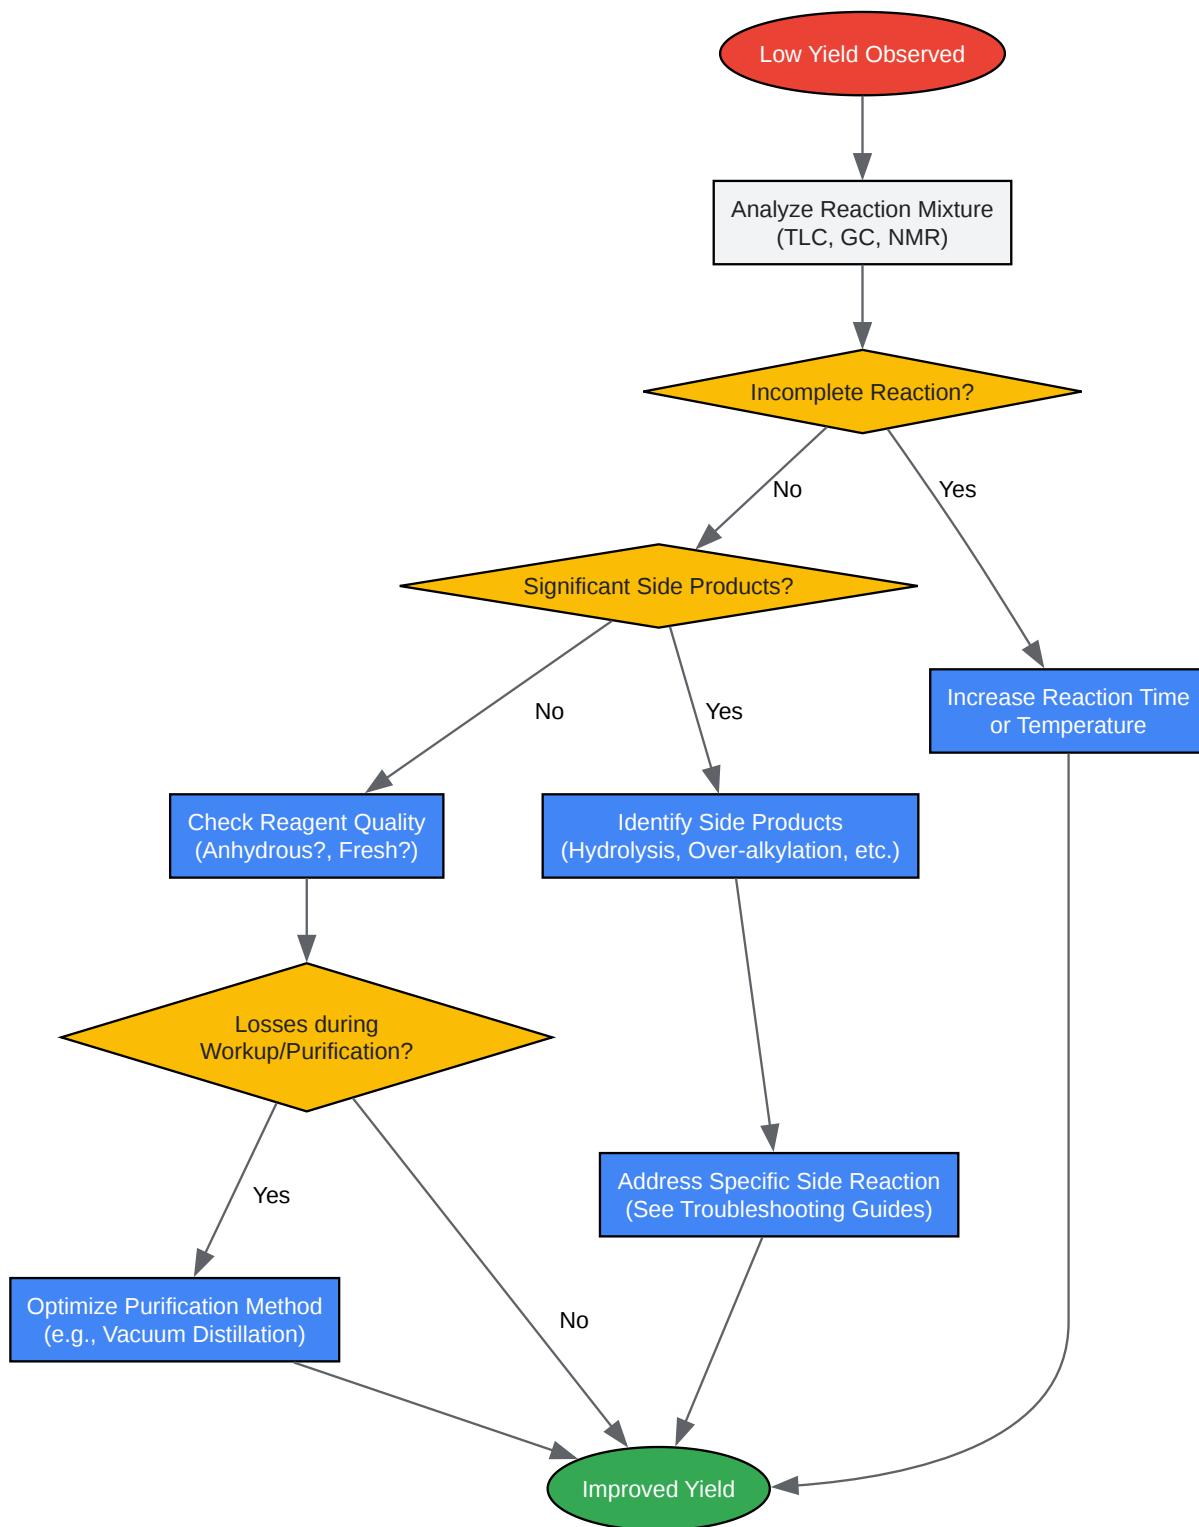 Low Yield Observed
Analyze Reaction Mixture
(TLC, GC, NMR)
Incomplete Reaction?
No
Yes
Significant Side Products?
No
Yes
Increase Reaction Time
or Temperature
Check Reagent Quality
(Anhydrous?, Fresh?)
Identify Side Products
(Hydrolysis, Over-alkylation, etc.)
Losses during
Workup/Purification?
Yes
No
Address Specific Side Reaction
(See Troubleshooting Guides)
Optimize Purification Method
(e.g., Vacuum Distillation)
Improved Yield